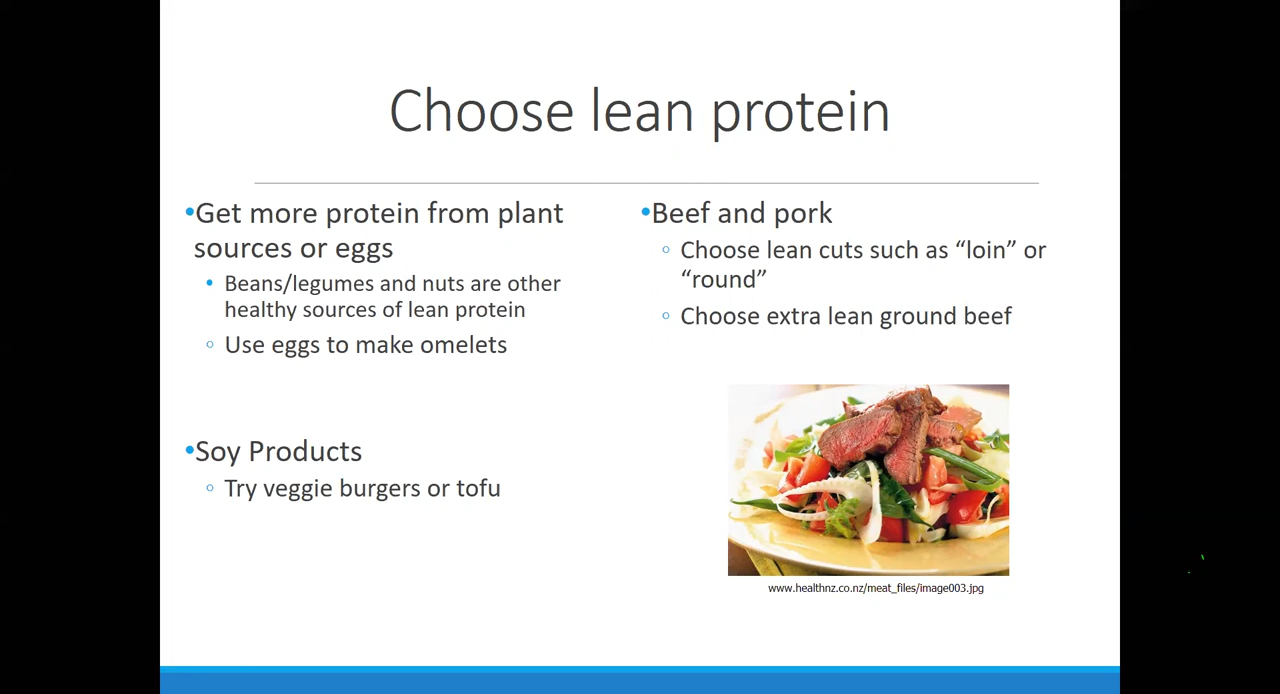 Choose lean protein
•Get more protein from plant
sources or eggs
• Beans/legumes and nuts are other
healthy sources of lean protein
◦ Use eggs to make omelets
•Soy Products
◦ Try veggie burgers or tofu
•Beef and pork
◦ Choose lean cuts such as “loin” or
“round”
◦ Choose extra lean ground beef
www.healthnz.co.nz/meat_files/image003.jpg